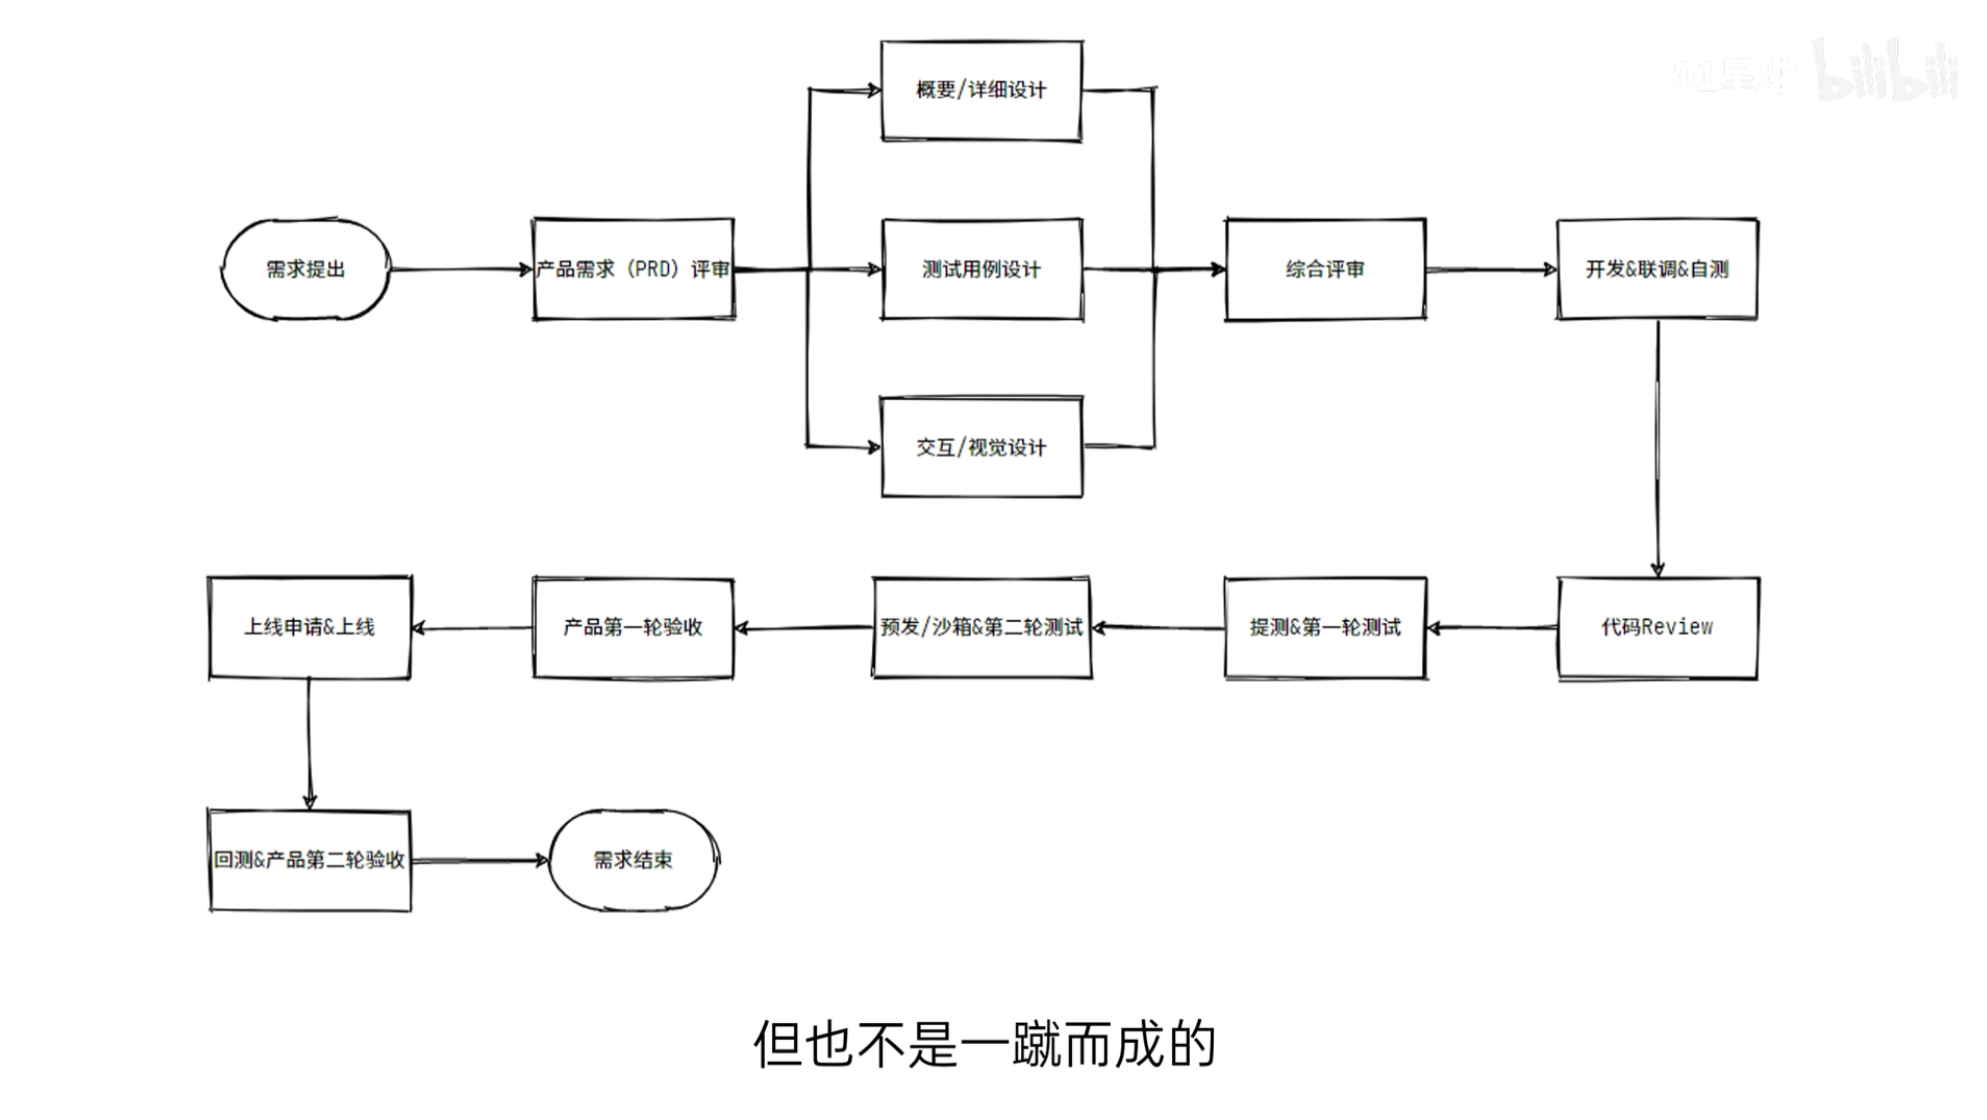 概要/详细设计
需求提出
产品需求（PRD）评审
测试用例设计
综合评审
开发&联调&自测
交互/视觉设计
上线申请&上线
产品第一轮验收
预发/沙箱&第二轮测试
提测&第一轮测试
代码Review
回测&产品第二轮验收
需求结束
但也不是一蹴而成的
bilibili